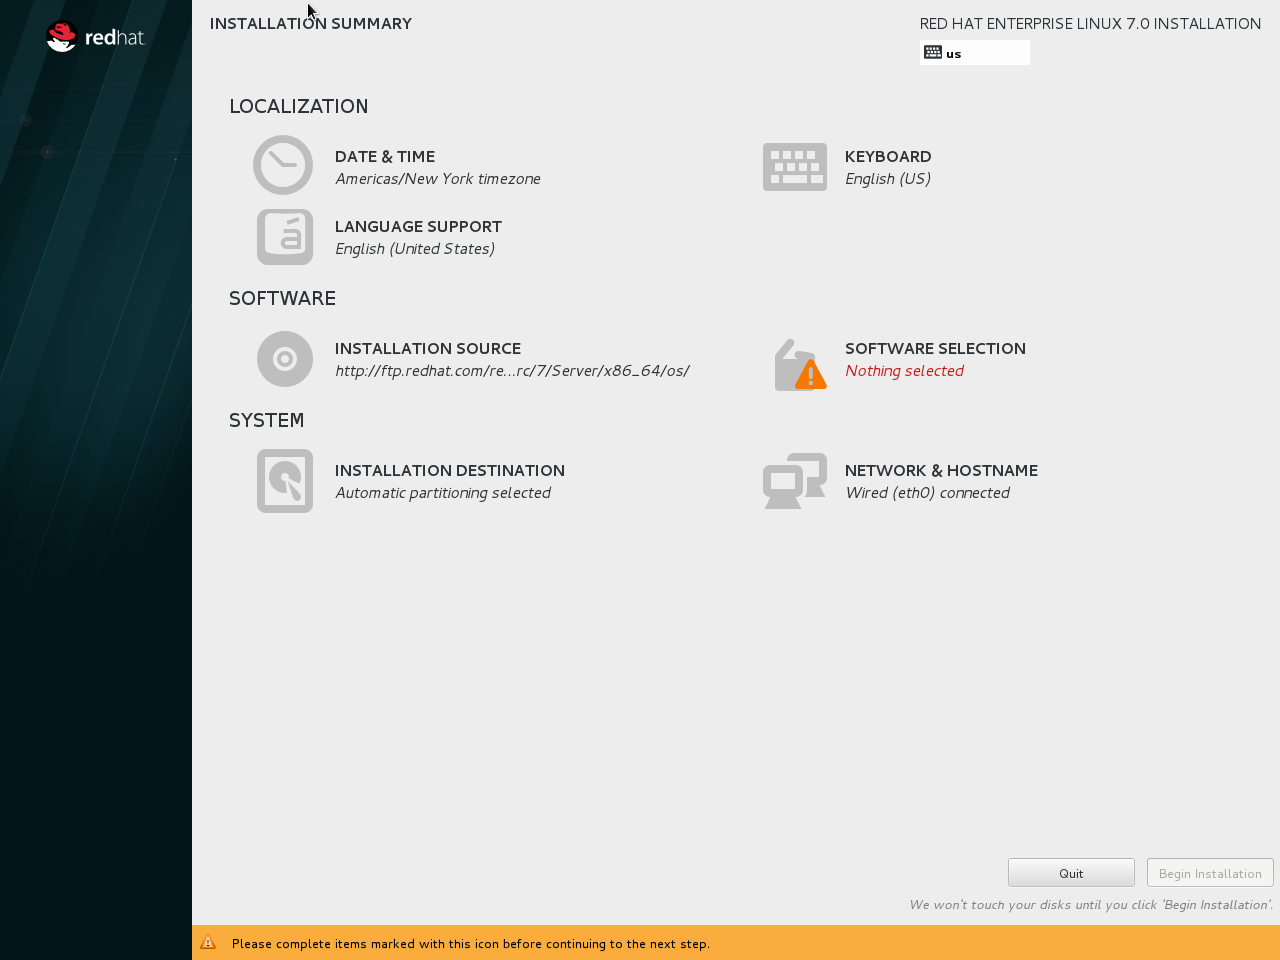 redhat.
INSTALLATION SUMMARY
RED HAT ENTERPRISE LINUX 7.0 INSTALLATION
us
LOCALIZATION
DATE & TIME
Americas/New York timezone
KEYBOARD
English (US)
á
LANGUAGE SUPPORT
English (United States)
SOFTWARE
INSTALLATION SOURCE
http://ftp.redhat.com/re...rc/7/Server/x86_64/os/
SOFTWARE SELECTION
Nothing selected
SYSTEM
INSTALLATION DESTINATION
Automatic partitioning selected
NETWORK & HOSTNAME
Wired (eth0) connected
Quit
Begin Installation
We won't touch your disks until you click 'Begin Installation'.
Please complete items marked with this icon before continuing to the next step.